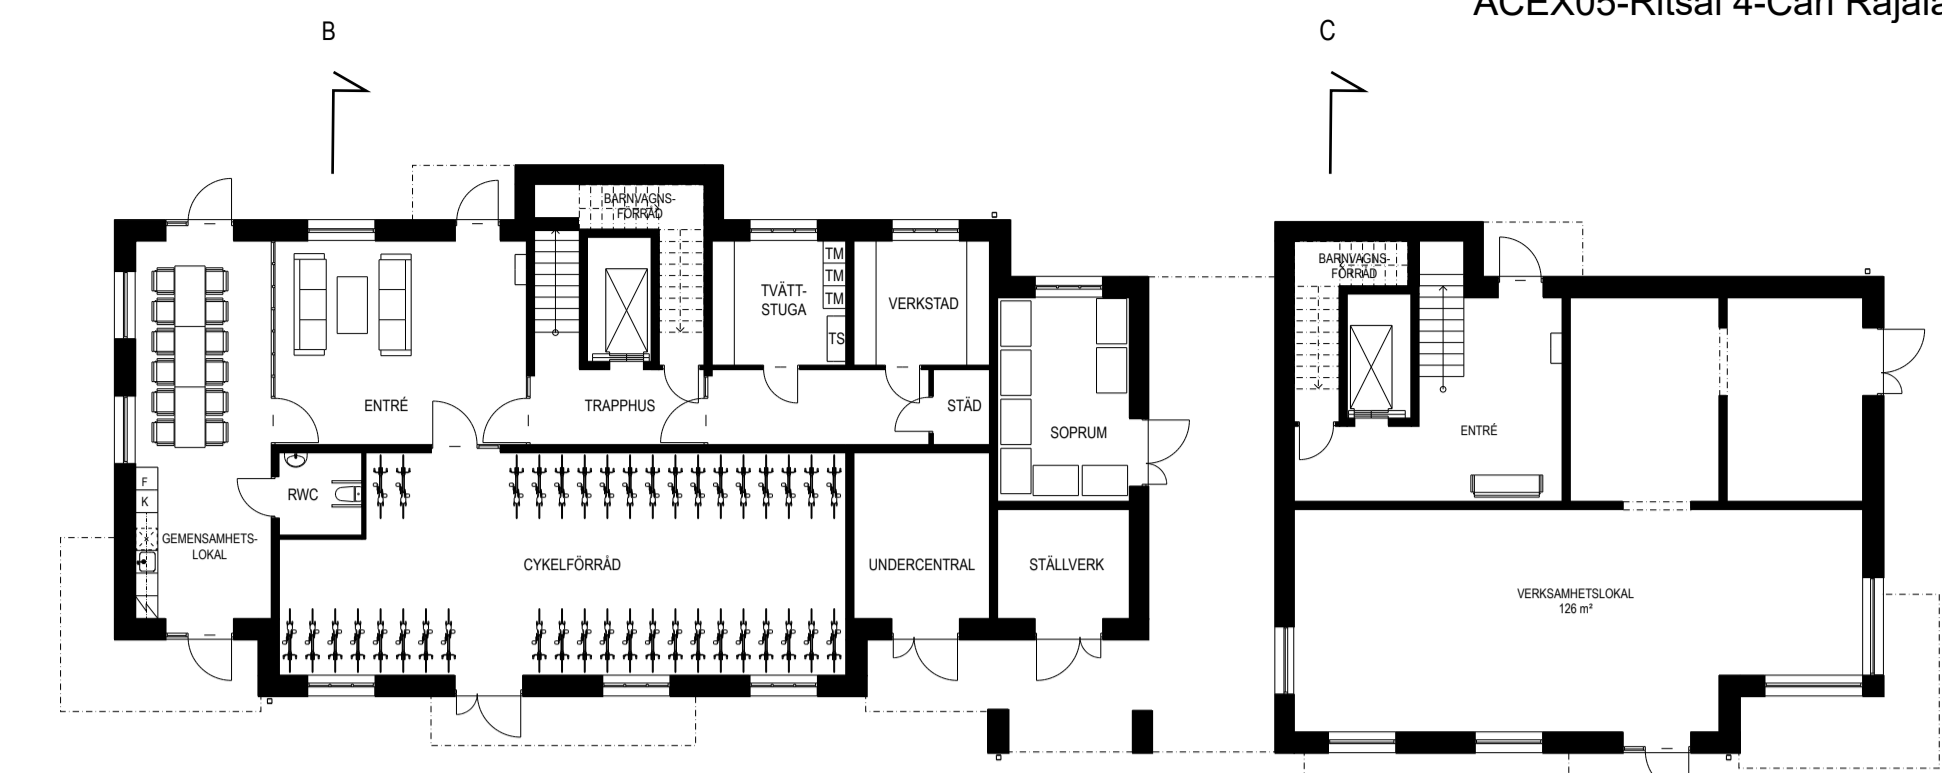 ACEX05-Ritsal 4-Carl Rajala
B
C
BARNVAGNS-
FÖRRÅD
TVÄTT-
STUGA
TM
TM
TM
TS
VERKSTAD
ENTRÉ
TRAPPHUS
STÄD
SOPRUM
F
K
RWC
GEMENSAMHETS-
LOKAL
CYKELFÖRRÅD
UNDERCENTRAL
STÄLLVERK
BARNVAGNS-
FÖRRÅD
ENTRÉ
VERKSAMHETSLOKAL
126 m²